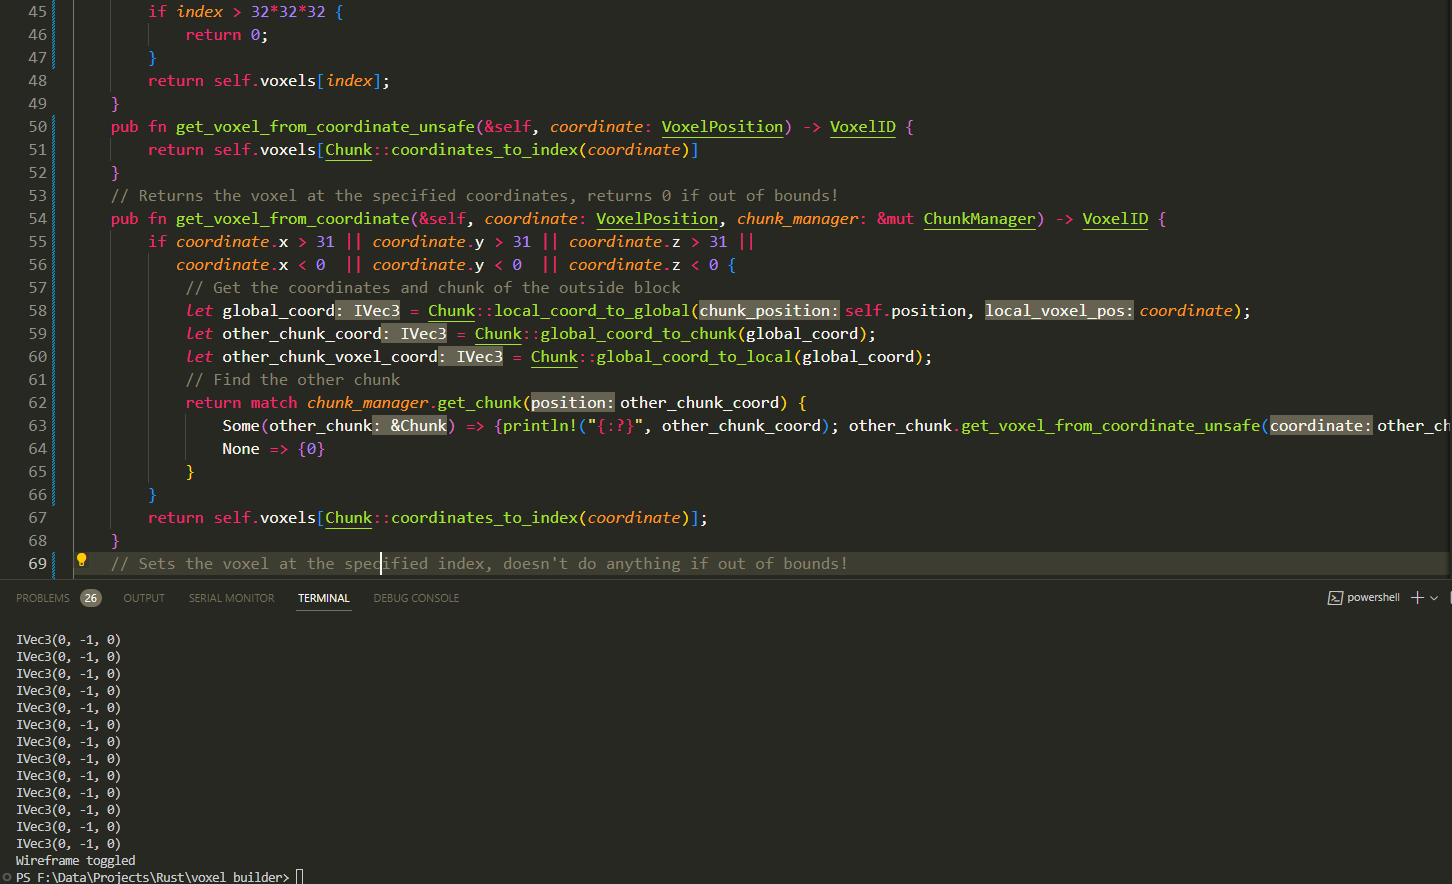 45 if index > 32*32*32 {
46 return 0;
47 }
48 return self.voxels[index];
49 }
50 pub fn get_voxel_from_coordinate_unsafe(&self, coordinate: VoxelPosition) -> VoxelID {
51 return self.voxels[Chunk::coordinates_to_index(coordinate)]
52 }
53 // Returns the voxel at the specified coordinates, returns 0 if out of bounds!
54 pub fn get_voxel_from_coordinate(&self, coordinate: VoxelPosition, chunk_manager: &mut ChunkManager) -> VoxelID {
55 if coordinate.x > 31 || coordinate.y > 31 || coordinate.z > 31 ||
56 coordinate.x < 0 || coordinate.y < 0 || coordinate.z < 0 {
57 // Get the coordinates and chunk of the outside block
58 let global_coord: IVec3 = Chunk::local_coord_to_global(chunk_position: self.position, local_voxel_pos: coordinate);
59 let other_chunk_coord: IVec3 = Chunk::global_coord_to_chunk(global_coord);
60 let other_chunk_voxel_coord: IVec3 = Chunk::global_coord_to_local(global_coord);
61 // Find the other chunk
62 return match chunk_manager.get_chunk(position: other_chunk_coord) {
63 Some(other_chunk: &Chunk) => {println!("{:?}", other_chunk_coord); other_chunk.get_voxel_from_coordinate_unsafe(coordinate: other_ch
64 None => {0}
65 }
66 }
67 return self.voxels[Chunk::coordinates_to_index(coordinate)];
68 }
69 // Sets the voxel at the specified index, doesn't do anything if out of bounds!
PROBLEMS 26 OUTPUT SERIAL MONITOR TERMINAL DEBUG CONSOLE powershell
IVec3(0, -1, 0)
IVec3(0, -1, 0)
IVec3(0, -1, 0)
IVec3(0, -1, 0)
IVec3(0, -1, 0)
IVec3(0, -1, 0)
IVec3(0, -1, 0)
IVec3(0, -1, 0)
IVec3(0, -1, 0)
IVec3(0, -1, 0)
IVec3(0, -1, 0)
IVec3(0, -1, 0)
IVec3(0, -1, 0)
Wireframe toggled
PS F:\Data\Projects\Rust\voxel builder>